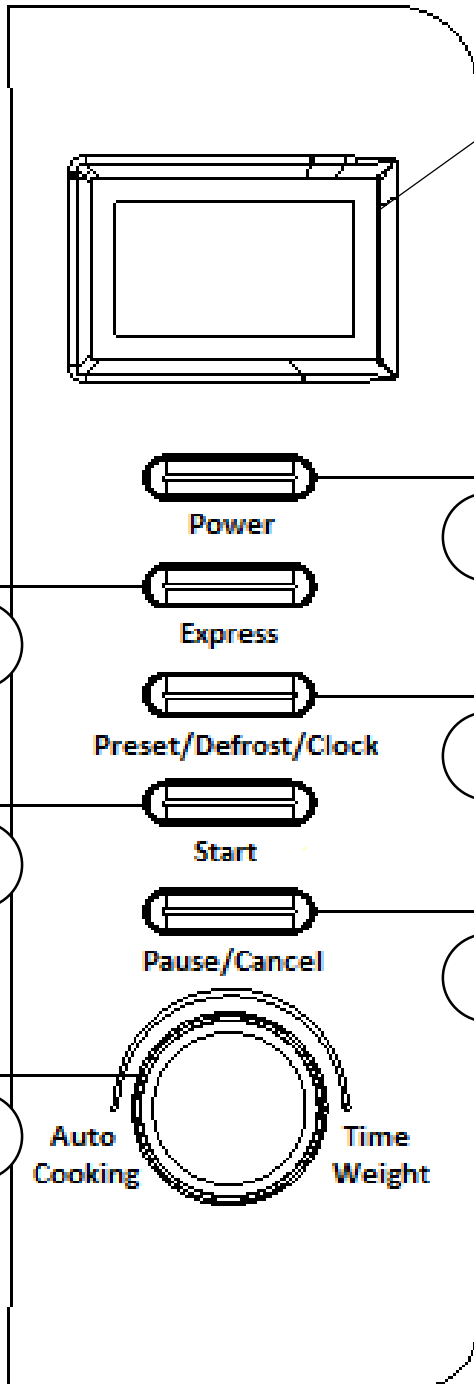 Power
Express
Preset/Defrost/Clock
Start
Pause/Cancel
Auto
Cooking
Time
Weight